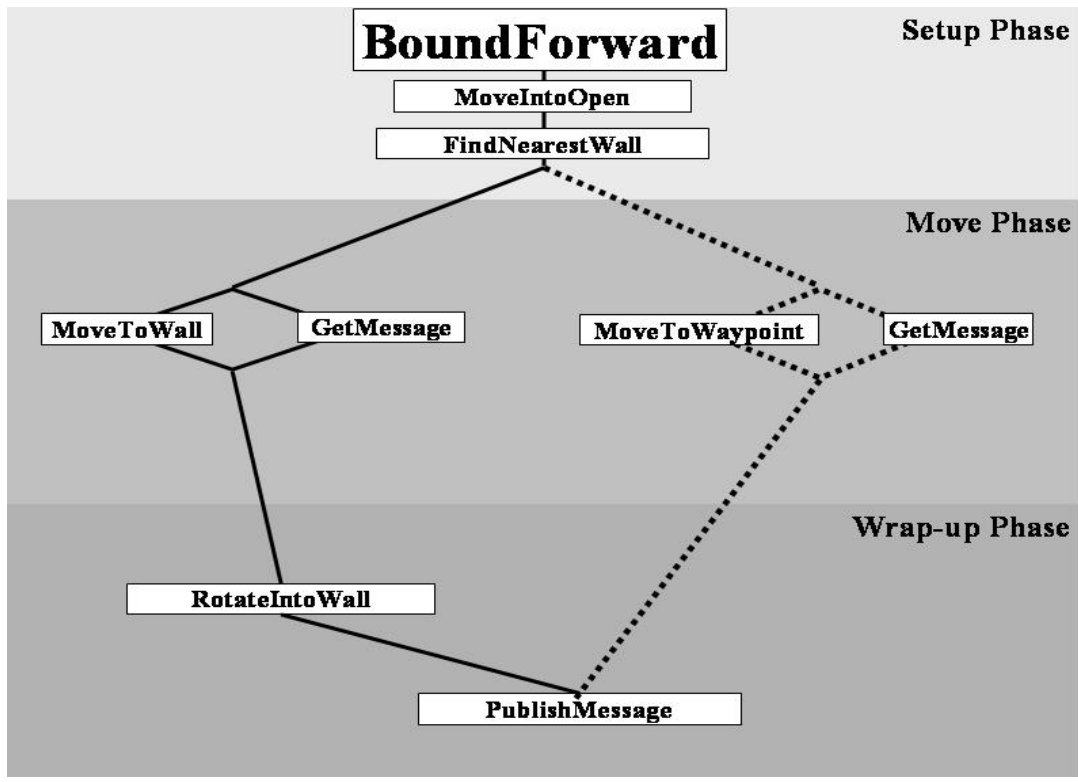 BoundForward
Setup Phase
MoveIntoOpen
FindNearestWall
Move Phase
MoveToWall
GetMessage
MoveToWaypoint
GetMessage
Wrap-up Phase
RotateIntoWall
PublishMessage